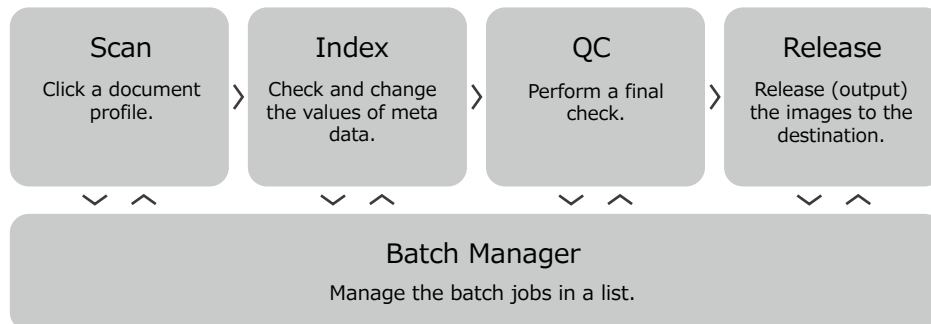 Scan
Click a document
profile.
Index
Check and change
the values of meta
data.
QC
Perform a final
check.
Release
Release (output)
the images to the
destination.
Batch Manager
Manage the batch jobs in a list.